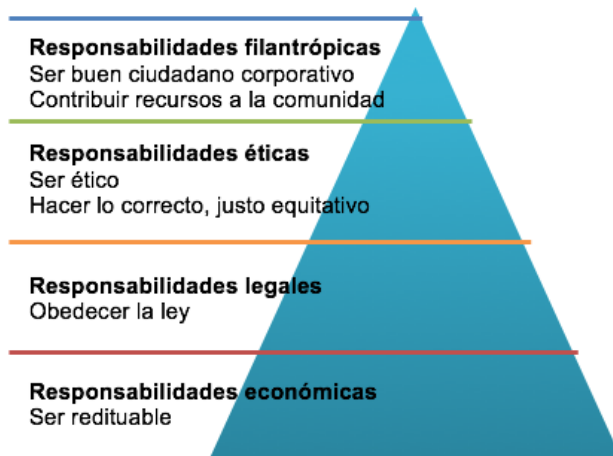 Responsabilidades filantrópicas
Ser buen ciudadano corporativo
Contribuir recursos a la comunidad
Responsabilidades éticas
Ser ético
Hacer lo correcto, justo equitativo
Responsabilidades legales
Obedecer la ley
Responsabilidades económicas
Ser redituable